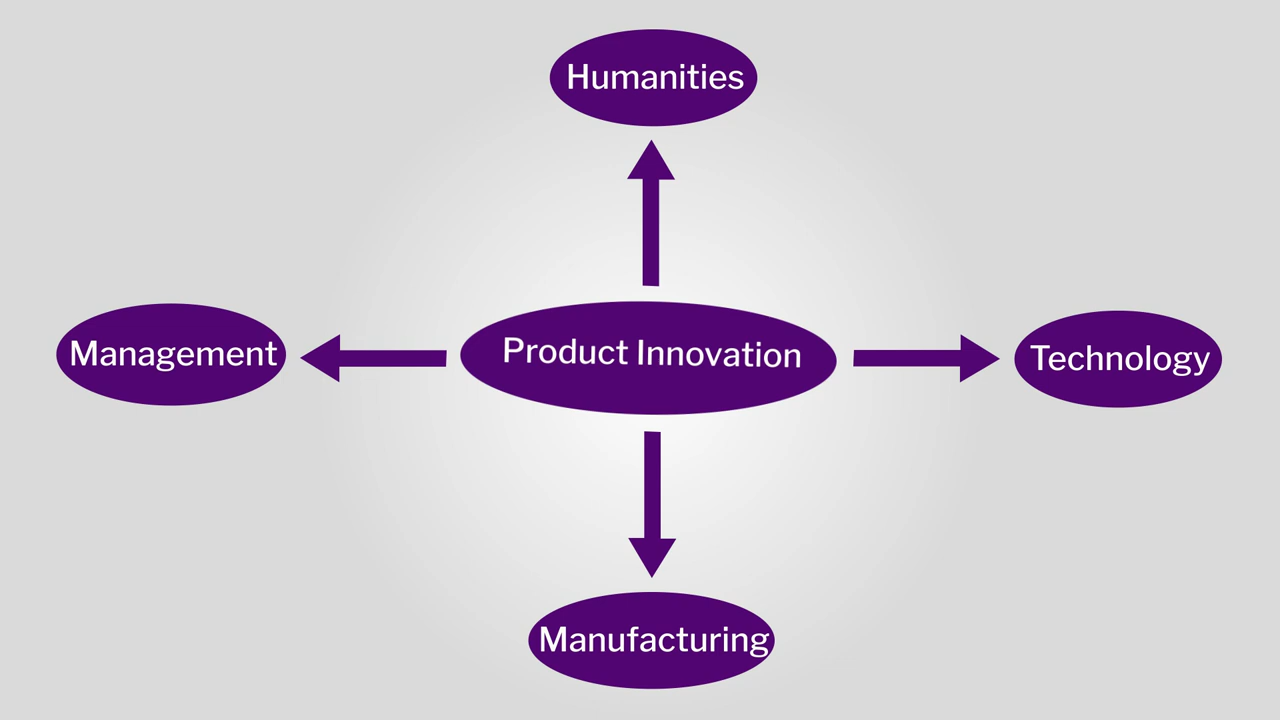 Humanities
Management
Product Innovation
Technology
Manufacturing